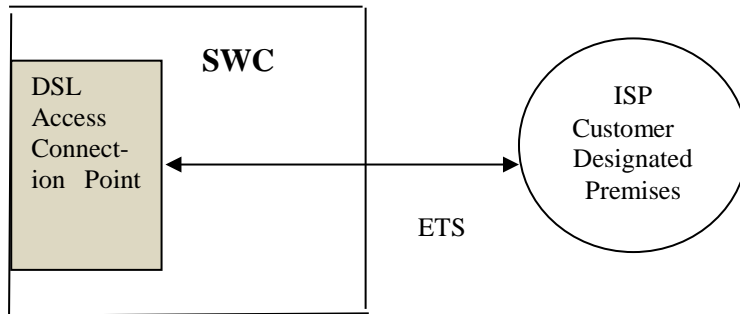 SWC
DSL
Access
Connect-
ion Point
ISP
Customer
Designated
Premises
ETS